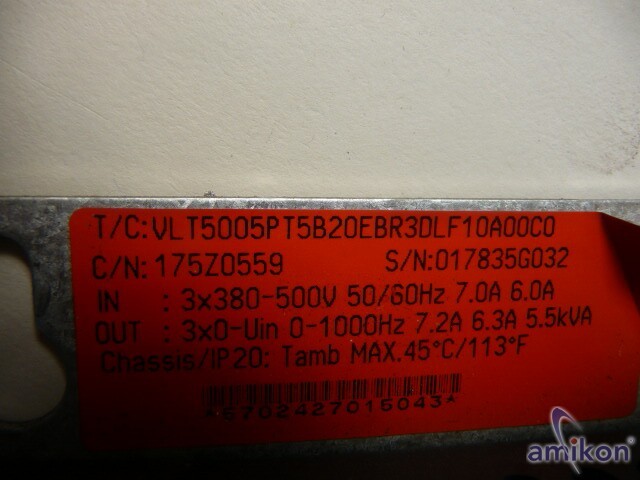 T/C:VLT5005PT5B20EBR3DLF10A00C0
C/N:175Z0559 S/N:017835G032
IN : 3x380-500V 50/60Hz 7.0A 6.0A
OUT : 3x0-Uin 0-1000Hz 7.2A 6.3A 5.5kVA
Chassis/IP20: Tamb MAX.45°C/113°F
*6702427015043*
amikon®